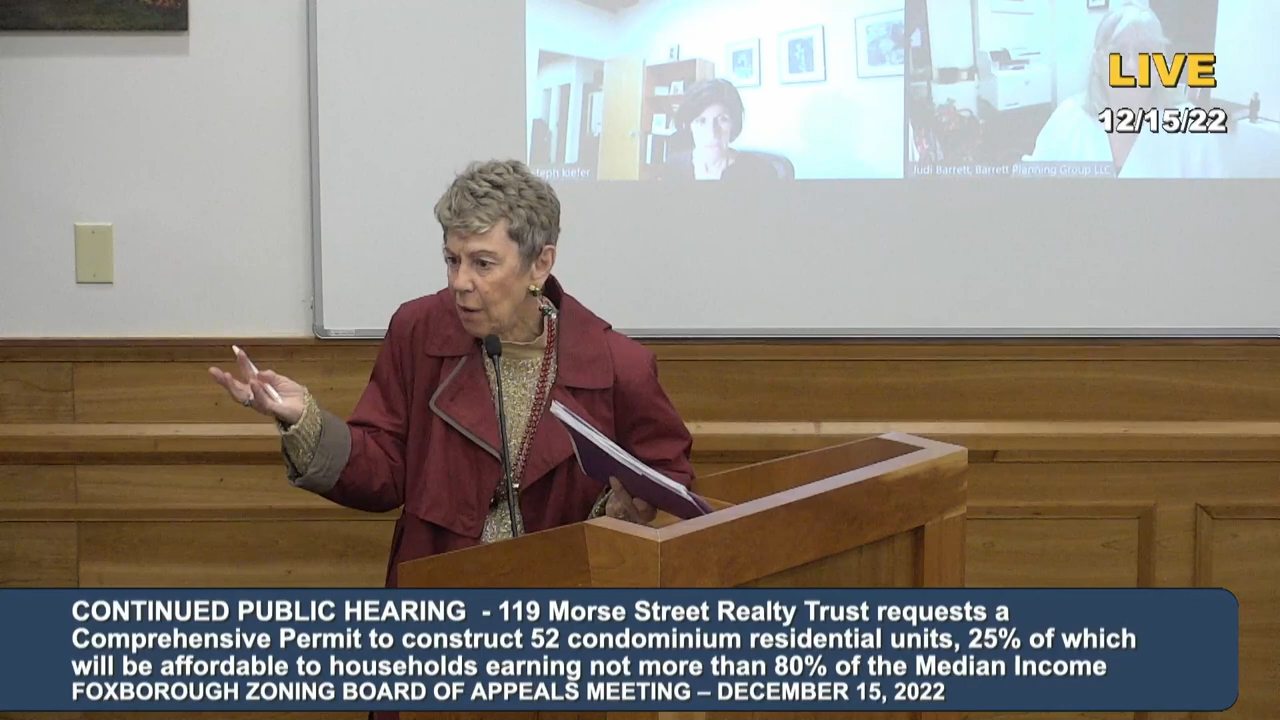 LIVE
12/15/22
steph kiefer
Judi Barrett, Barrett Planning Group LLC
CONTINUED PUBLIC HEARING - 119 Morse Street Realty Trust requests a
Comprehensive Permit to construct 52 condominium residential units, 25% of which
will be affordable to households earning not more than 80% of the Median Income
FOXBOROUGH ZONING BOARD OF APPEALS MEETING – DECEMBER 15, 2022